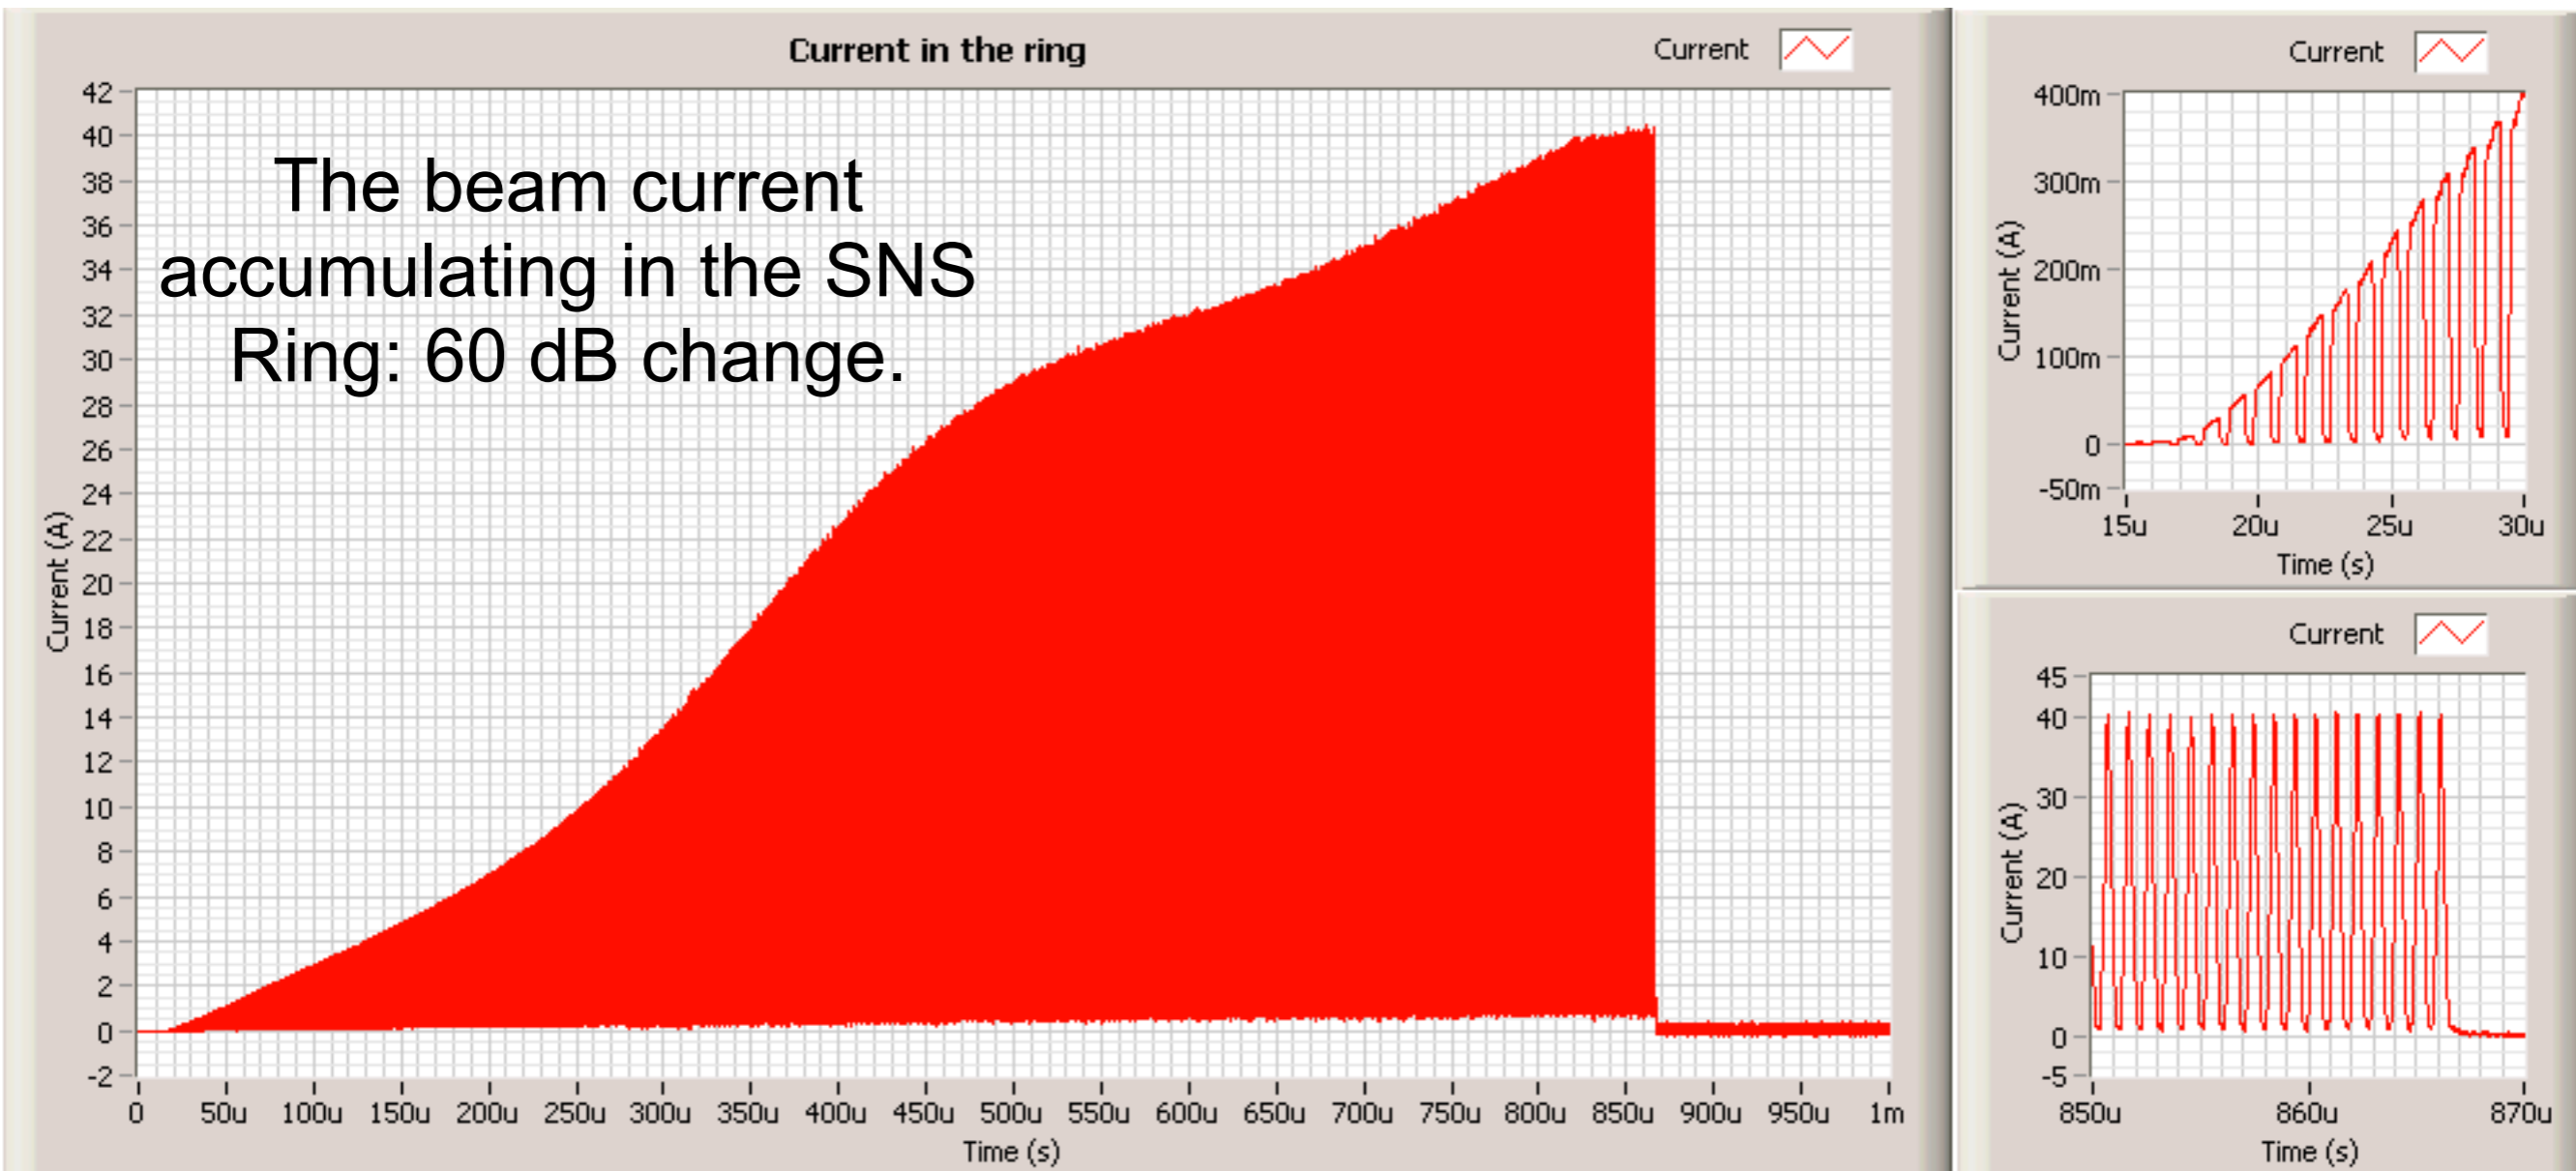 Current in the ring
Current
42
40
38
36
34
32
30
28
26
24
22
20
18
16
14
12
10
8
6
4
2
0
-2
Current (A)
The beam current
accumulating in the SNS
Ring: 60 dB change.
0 50u 100u 150u 200u 250u 300u 350u 400u 450u 500u 550u 600u 650u 700u 750u 800u 850u 900u 950u 1m
Time (s)
Current
400m
300m
200m
100m
0
-50m
Current (A)
15u 20u 25u 30u
Time (s)
Current
45
40
30
20
10
0
-5
Current (A)
850u 860u 870u
Time (s)